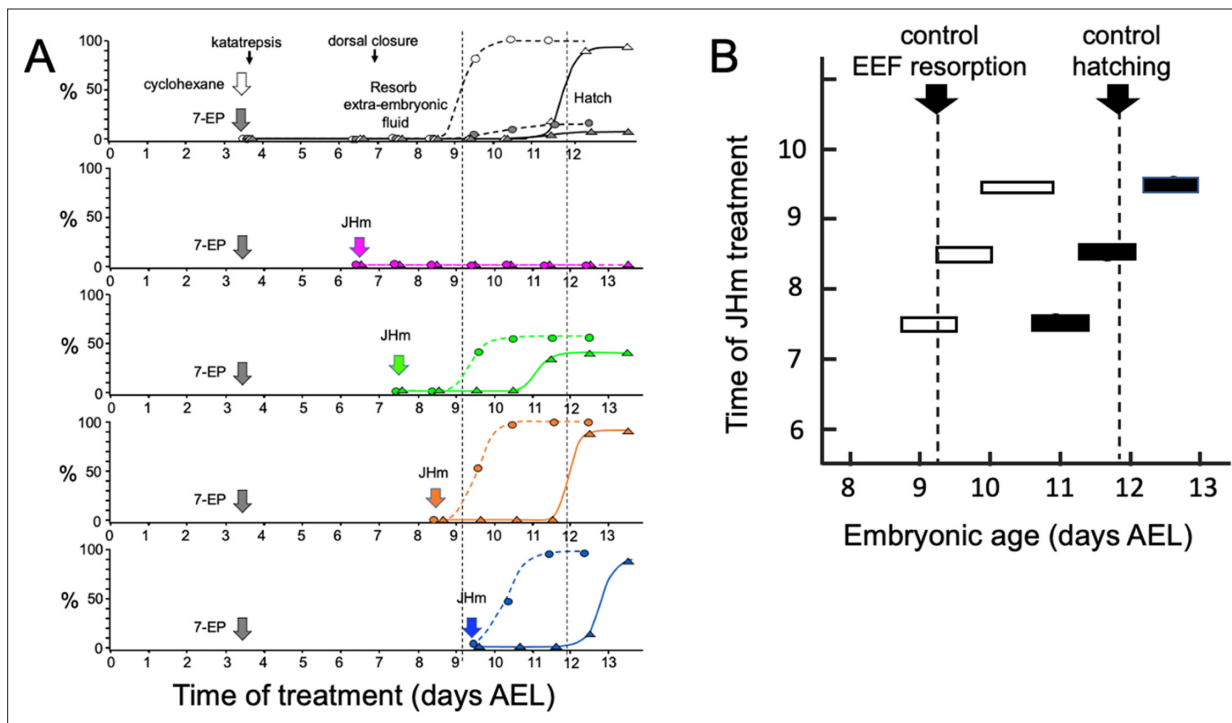 A
100
%
50
0
katatrepsis
dorsal closure
cyclohexane
7-EP
Resorb
extra-embryonic
fluid
Hatch
0 1 2 3 4 5 6 7 8 9 10 11 12
100
%
50
0
7-EP
JHm
0 1 2 3 4 5 6 7 8 9 10 11 12 13
100
%
50
0
7-EP
JHm
0 1 2 3 4 5 6 7 8 9 10 11 12 13
100
%
50
0
7-EP
JHm
0 1 2 3 4 5 6 7 8 9 10 11 12 13
100
%
50
0
7-EP
JHm
0 1 2 3 4 5 6 7 8 9 10 11 12 13
Time of treatment (days AEL)
B
control
EEF resorption
control
hatching
Time of JHm treatment
10
9
8
7
6
8 9 10 11 12 13
Embryonic age (days AEL)